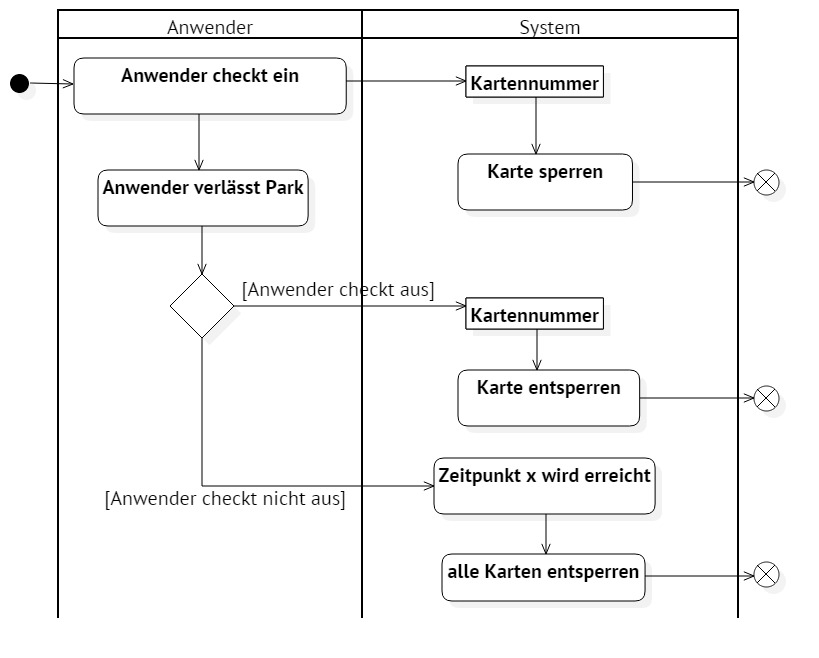 Anwender
System
Anwender checkt ein
Kartennummer
Karte sperren
Anwender verlässt Park
[Anwender checkt aus]
Kartennummer
Karte entsperren
Zeitpunkt x wird erreicht
[Anwender checkt nicht aus]
alle Karten entsperren